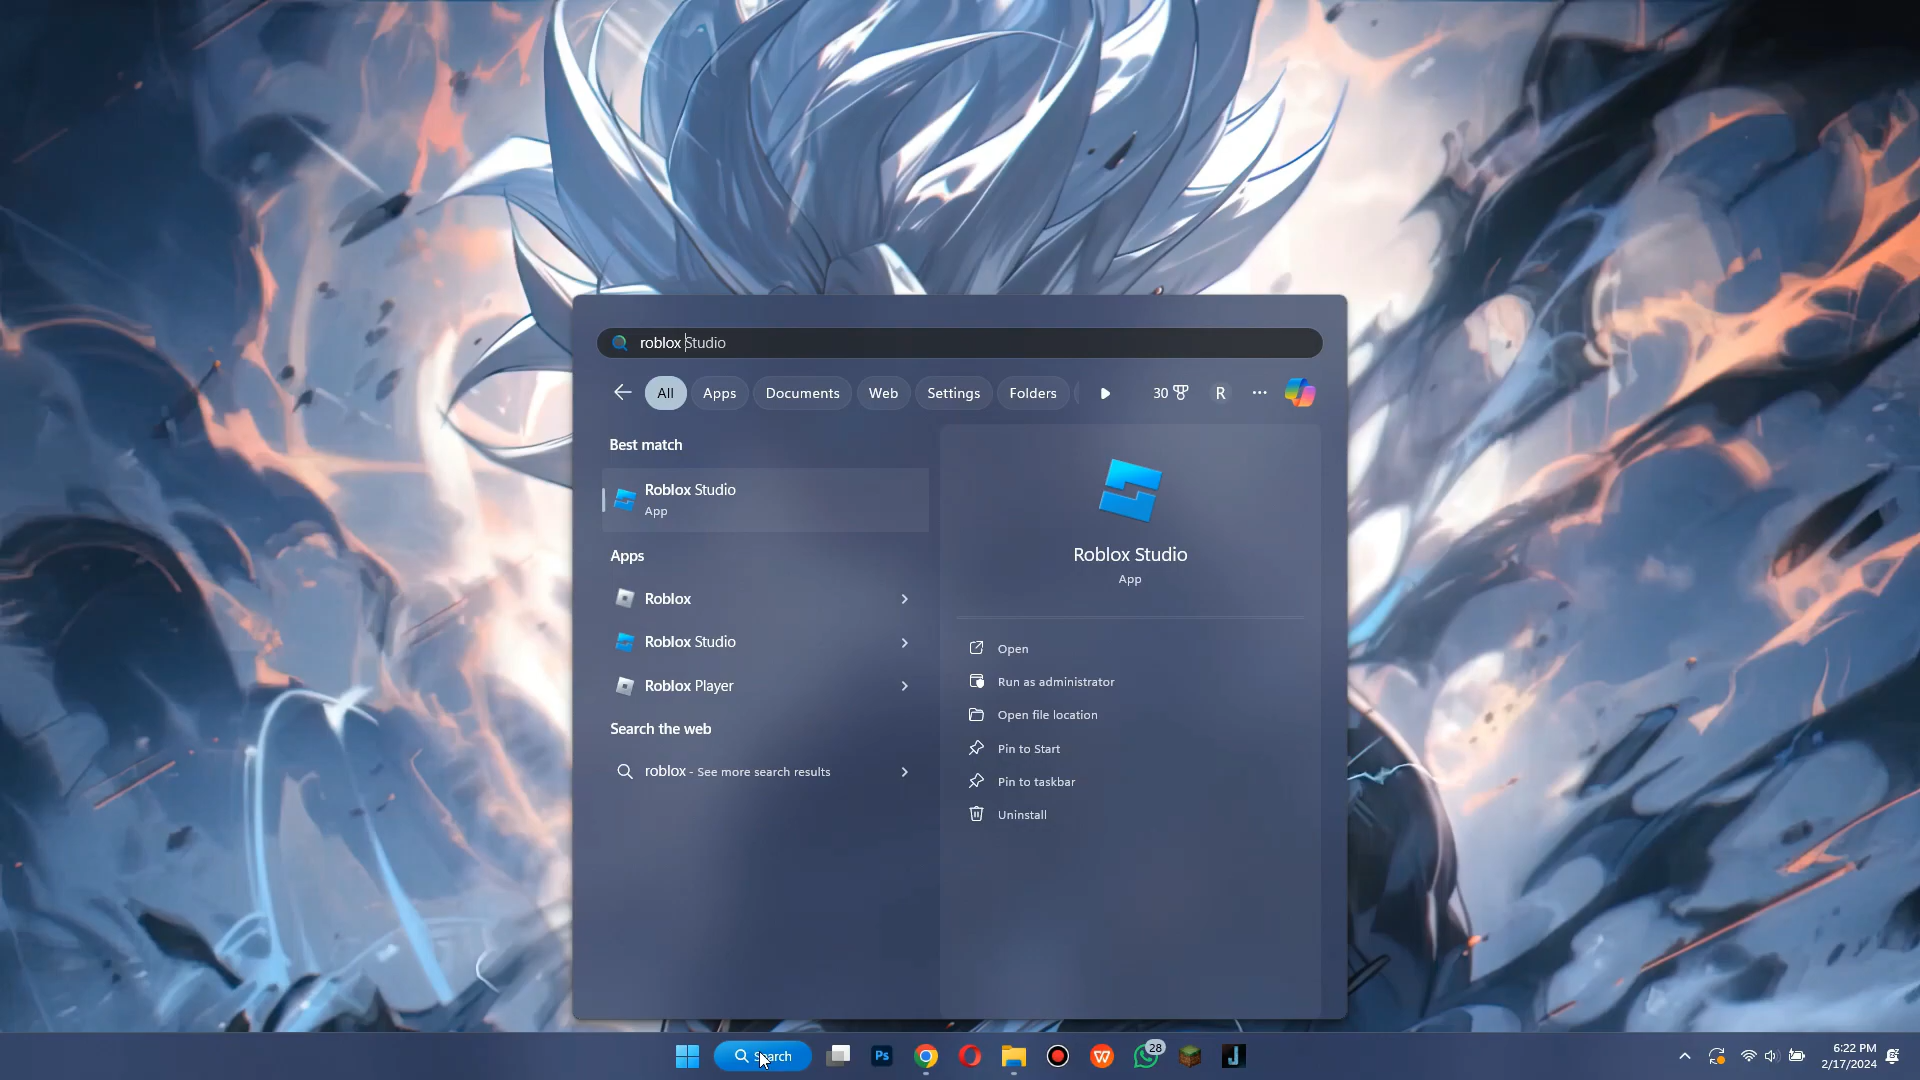 roblox Studio
All
Apps
Documents
Web
Settings
Folders
30
R
Best match
Roblox Studio
App
Apps
Roblox
Roblox Studio
Roblox Player
Search the web
roblox - See more search results
Roblox Studio
App
Open
Run as administrator
Open file location
Pin to Start
Pin to taskbar
Uninstall
Search
Ps
28
6:22 PM
2/17/2024